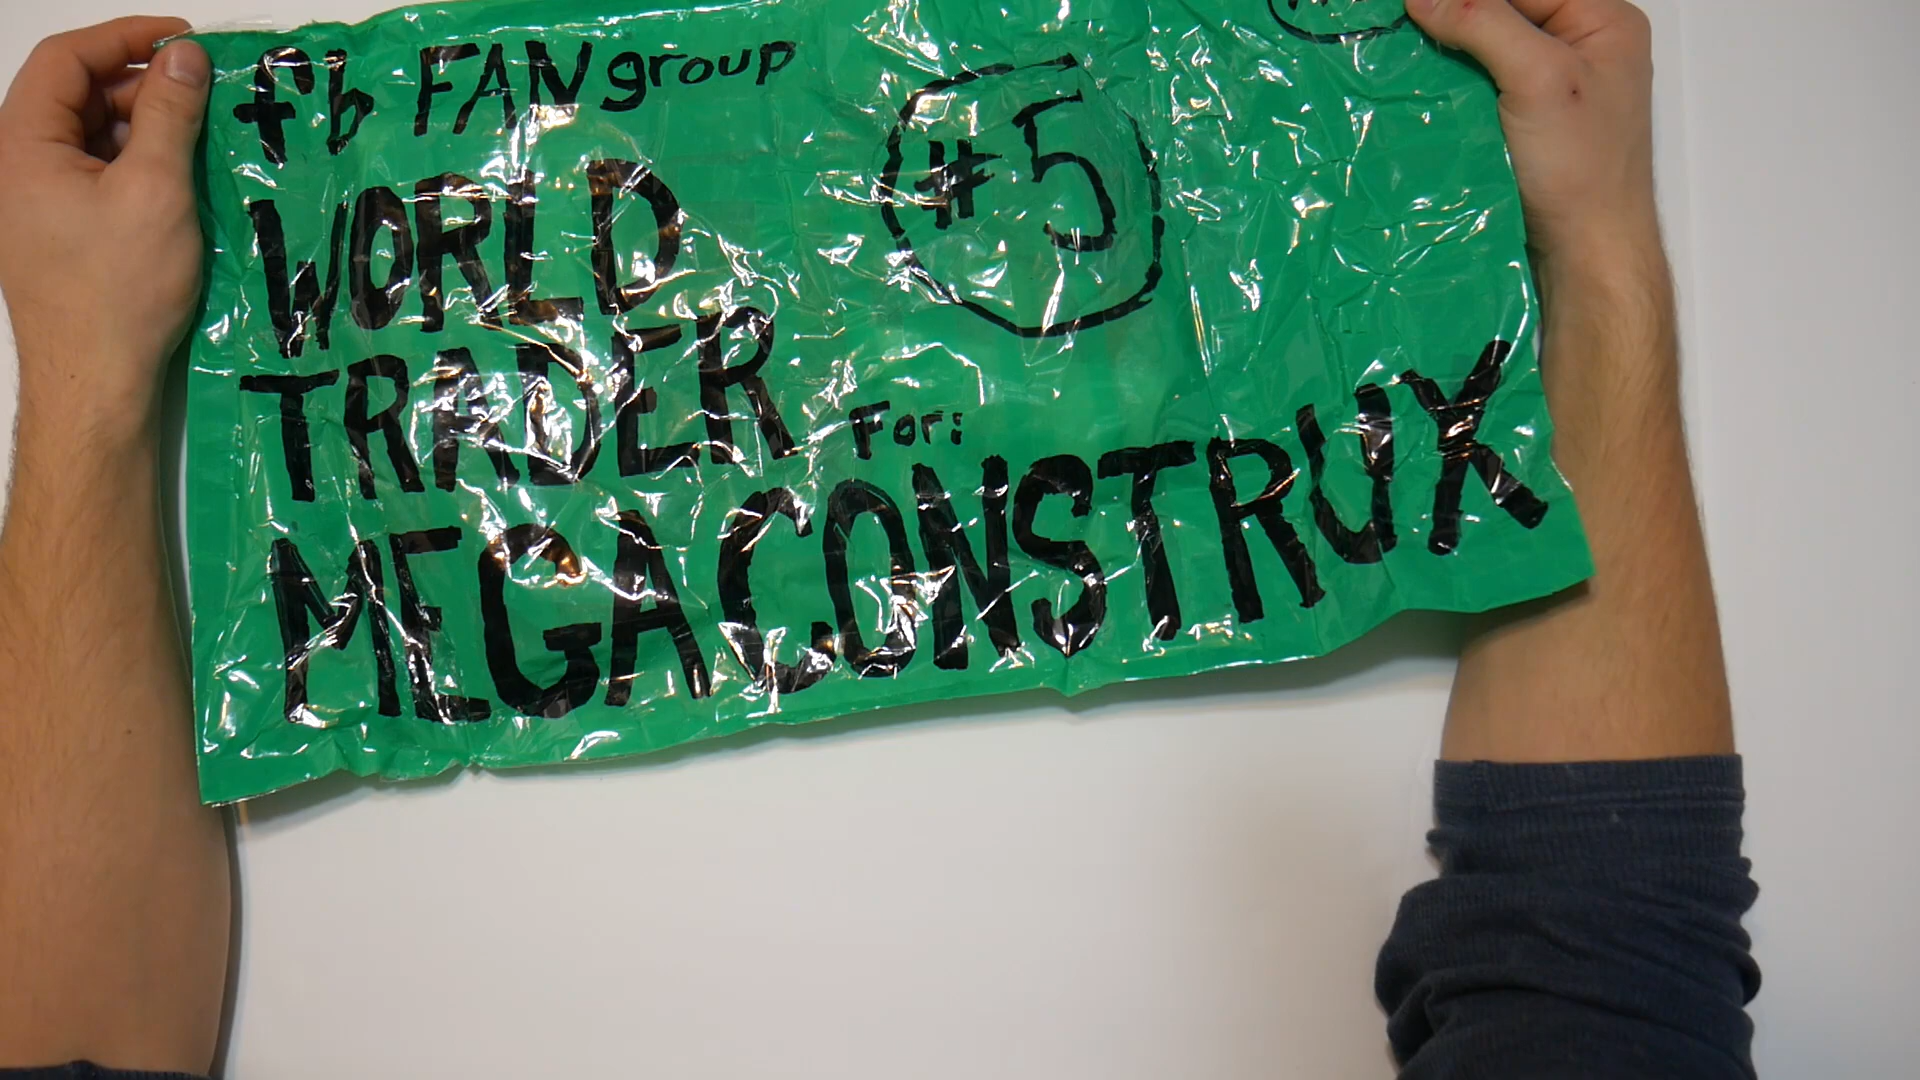 fb FAN group
#5
WORLD
TRADER For:
MEGACONSTRUX